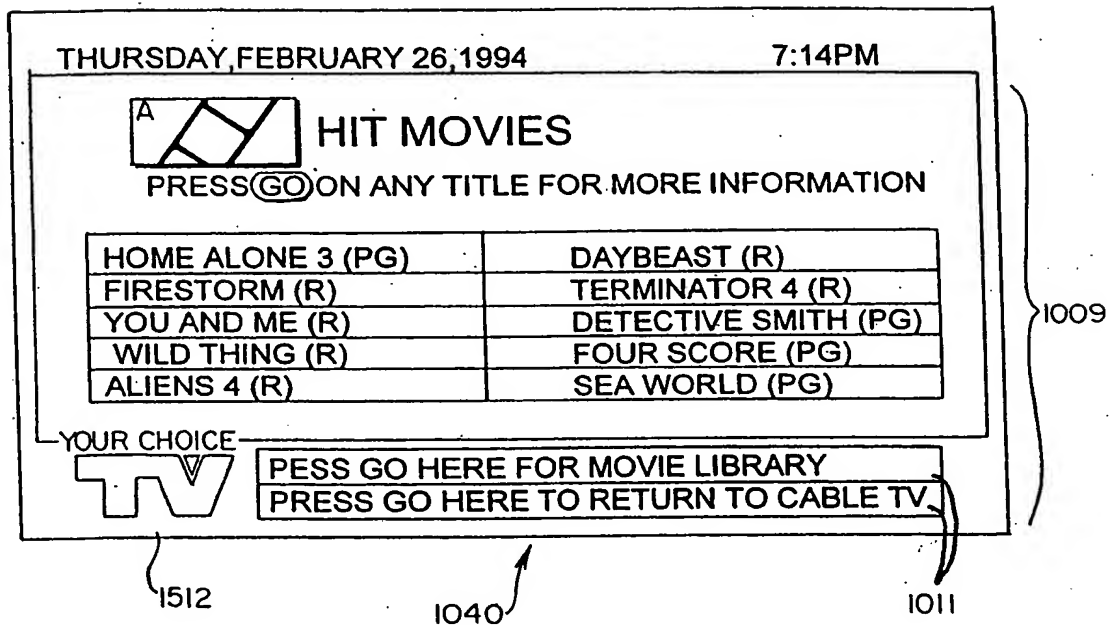 THURSDAY,FEBRUARY 26,1994 7:14PM
A
HIT MOVIES
PRESS GO ON ANY TITLE FOR MORE INFORMATION
HOME ALONE 3 (PG) DAYBEAST (R)
FIRESTORM (R) TERMINATOR 4 (R)
YOU AND ME (R) DETECTIVE SMITH (PG)
WILD THING (R) FOUR SCORE (PG)
ALIENS 4 (R) SEA WORLD (PG)
1009
YOUR CHOICE
TV
PESS GO HERE FOR MOVIE LIBRARY
PRESS GO HERE TO RETURN TO CABLE TV
1512
1040
1011